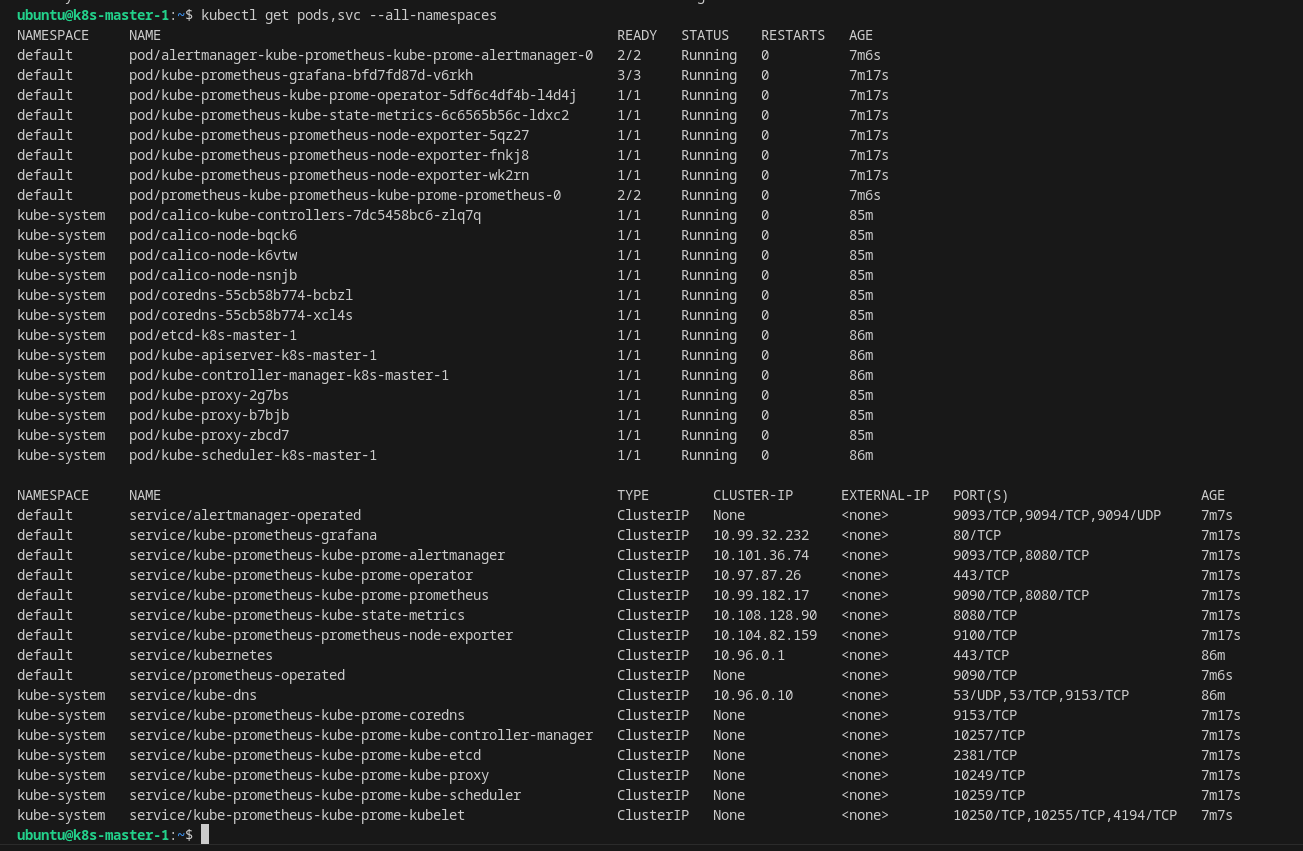 ubuntu@k8s-master-1:~$ kubectl get pods,svc --all-namespaces
NAMESPACE NAME READY STATUS RESTARTS AGE
default pod/alertmanager-kube-prometheus-kube-prome-alertmanager-0 2/2 Running 0 7m6s
default pod/kube-prometheus-grafana-bfd7fd87d-v6rkh 3/3 Running 0 7m17s
default pod/kube-prometheus-kube-prome-operator-5df6c4df4b-l4d4j 1/1 Running 0 7m17s
default pod/kube-prometheus-kube-state-metrics-6c6565b56c-ldxc2 1/1 Running 0 7m17s
default pod/kube-prometheus-prometheus-node-exporter-5qz27 1/1 Running 0 7m17s
default pod/kube-prometheus-prometheus-node-exporter-fnkj8 1/1 Running 0 7m17s
default pod/kube-prometheus-prometheus-node-exporter-wk2rn 1/1 Running 0 7m17s
default pod/prometheus-kube-prometheus-kube-prome-prometheus-0 2/2 Running 0 7m6s
kube-system pod/calico-kube-controllers-7dc5458bc6-zlq7q 1/1 Running 0 85m
kube-system pod/calico-node-bqck6 1/1 Running 0 85m
kube-system pod/calico-node-k6vtw 1/1 Running 0 85m
kube-system pod/calico-node-nsnjb 1/1 Running 0 85m
kube-system pod/coredns-55cb58b774-bcbzl 1/1 Running 0 85m
kube-system pod/coredns-55cb58b774-xcl4s 1/1 Running 0 85m
kube-system pod/etcd-k8s-master-1 1/1 Running 0 86m
kube-system pod/kube-apiserver-k8s-master-1 1/1 Running 0 86m
kube-system pod/kube-controller-manager-k8s-master-1 1/1 Running 0 86m
kube-system pod/kube-proxy-2g7bs 1/1 Running 0 85m
kube-system pod/kube-proxy-b7bjb 1/1 Running 0 85m
kube-system pod/kube-proxy-zbcd7 1/1 Running 0 85m
kube-system pod/kube-scheduler-k8s-master-1 1/1 Running 0 86m
NAMESPACE NAME TYPE CLUSTER-IP EXTERNAL-IP PORT(S) AGE
default service/alertmanager-operated ClusterIP None <none> 9093/TCP,9094/TCP,9094/UDP 7m7s
default service/kube-prometheus-grafana ClusterIP 10.99.32.232 <none> 80/TCP 7m17s
default service/kube-prometheus-kube-prome-alertmanager ClusterIP 10.101.36.74 <none> 9093/TCP,8080/TCP 7m17s
default service/kube-prometheus-kube-prome-operator ClusterIP 10.97.87.26 <none> 443/TCP 7m17s
default service/kube-prometheus-kube-prome-prometheus ClusterIP 10.99.182.17 <none> 9090/TCP,8080/TCP 7m17s
default service/kube-prometheus-kube-state-metrics ClusterIP 10.108.128.90 <none> 8080/TCP 7m17s
default service/kube-prometheus-prometheus-node-exporter ClusterIP 10.104.82.159 <none> 9100/TCP 7m17s
default service/kubernetes ClusterIP 10.96.0.1 <none> 443/TCP 86m
default service/prometheus-operated ClusterIP None <none> 9090/TCP 7m6s
kube-system service/kube-dns ClusterIP 10.96.0.10 <none> 53/UDP,53/TCP,9153/TCP 86m
kube-system service/kube-prometheus-kube-prome-coredns ClusterIP None <none> 9153/TCP 7m17s
kube-system service/kube-prometheus-kube-prome-kube-controller-manager ClusterIP None <none> 10257/TCP 7m17s
kube-system service/kube-prometheus-kube-prome-kube-etcd ClusterIP None <none> 2381/TCP 7m17s
kube-system service/kube-prometheus-kube-prome-kube-proxy ClusterIP None <none> 10249/TCP 7m17s
kube-system service/kube-prometheus-kube-prome-kube-scheduler ClusterIP None <none> 10259/TCP 7m17s
kube-system service/kube-prometheus-kube-prome-kubelet ClusterIP None <none> 10250/TCP,10255/TCP,4194/TCP 7m7s
ubuntu@k8s-master-1:~$